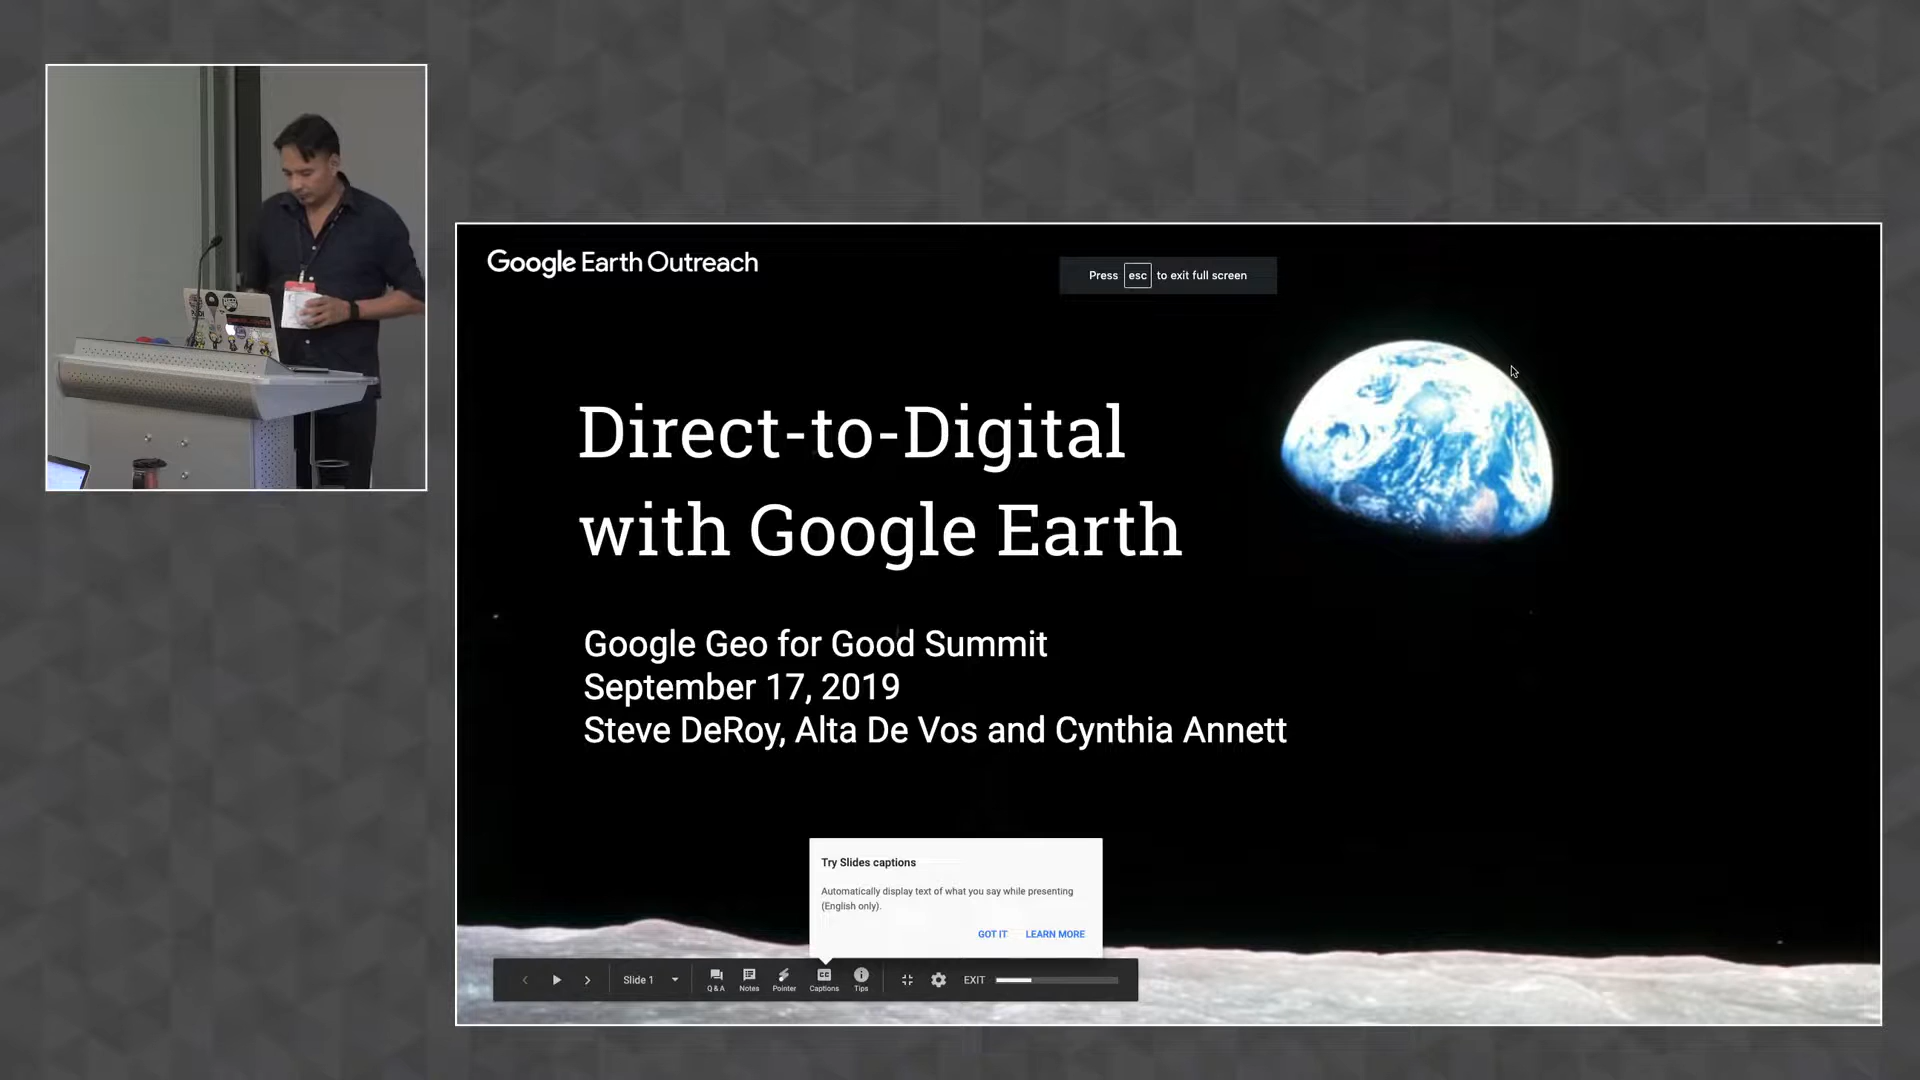 Google Earth Outreach
Press esc to exit full screen
Direct-to-Digital
with Google Earth
Google Geo for Good Summit
September 17, 2019
Steve DeRoy, Alta De Vos and Cynthia Annett
Try Slides captions
Automatically display text of what you say while presenting
(English only).
GOT IT LEARN MORE
Slide 1
Q & A Notes Pointer Captions Tips
EXIT